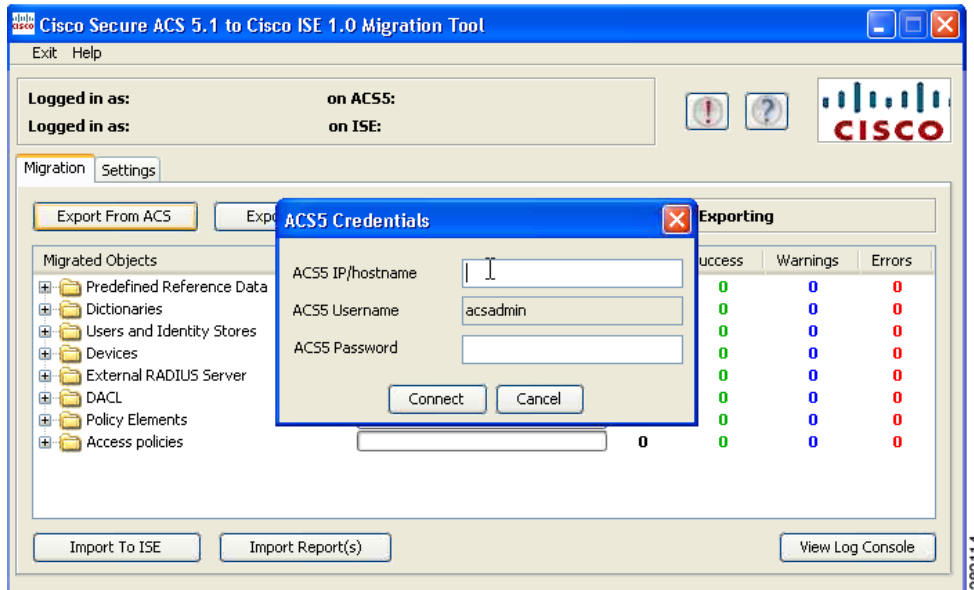 Cisco Secure ACS 5.1 to Cisco ISE 1.0 Migration Tool
Exit Help
Logged in as: on ACS5:
Logged in as: on ISE:
CISCO
Migration Settings
Export From ACS Expo Exporting
ACS5 Credentials
ACS5 IP/hostname
ACS5 Username acsadmin
ACS5 Password
Connect Cancel
Migrated Objects uccess Warnings Errors
Predefined Reference Data 0 0 0
Dictionaries 0 0 0
Users and Identity Stores 0 0 0
Devices 0 0 0
External RADIUS Server 0 0 0
DACL 0 0 0
Policy Elements 0 0 0
Access policies 0 0 0 0
Import To ISE Import Report(s) View Log Console